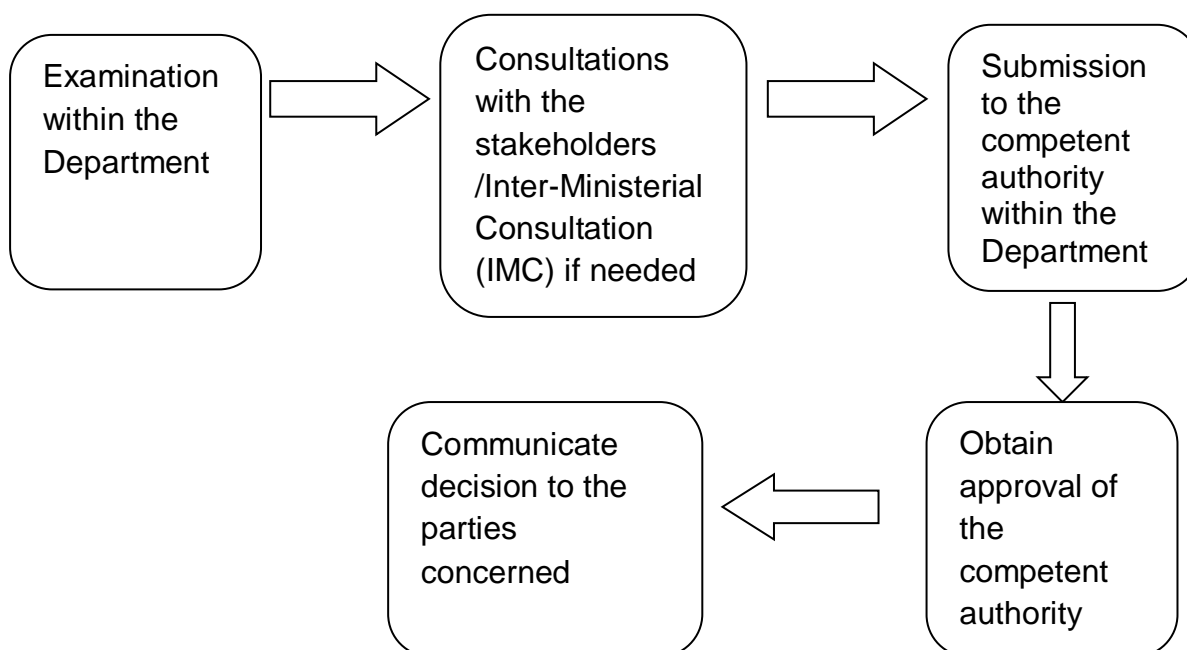 Examination
within the
Department
Consultations
with the
stakeholders
/Inter-Ministerial
Consultation
(IMC) if needed
Submission
to the
competent
authority
within the
Department
Obtain
approval of
the
competent
authority
Communicate
decision to the
parties
concerned